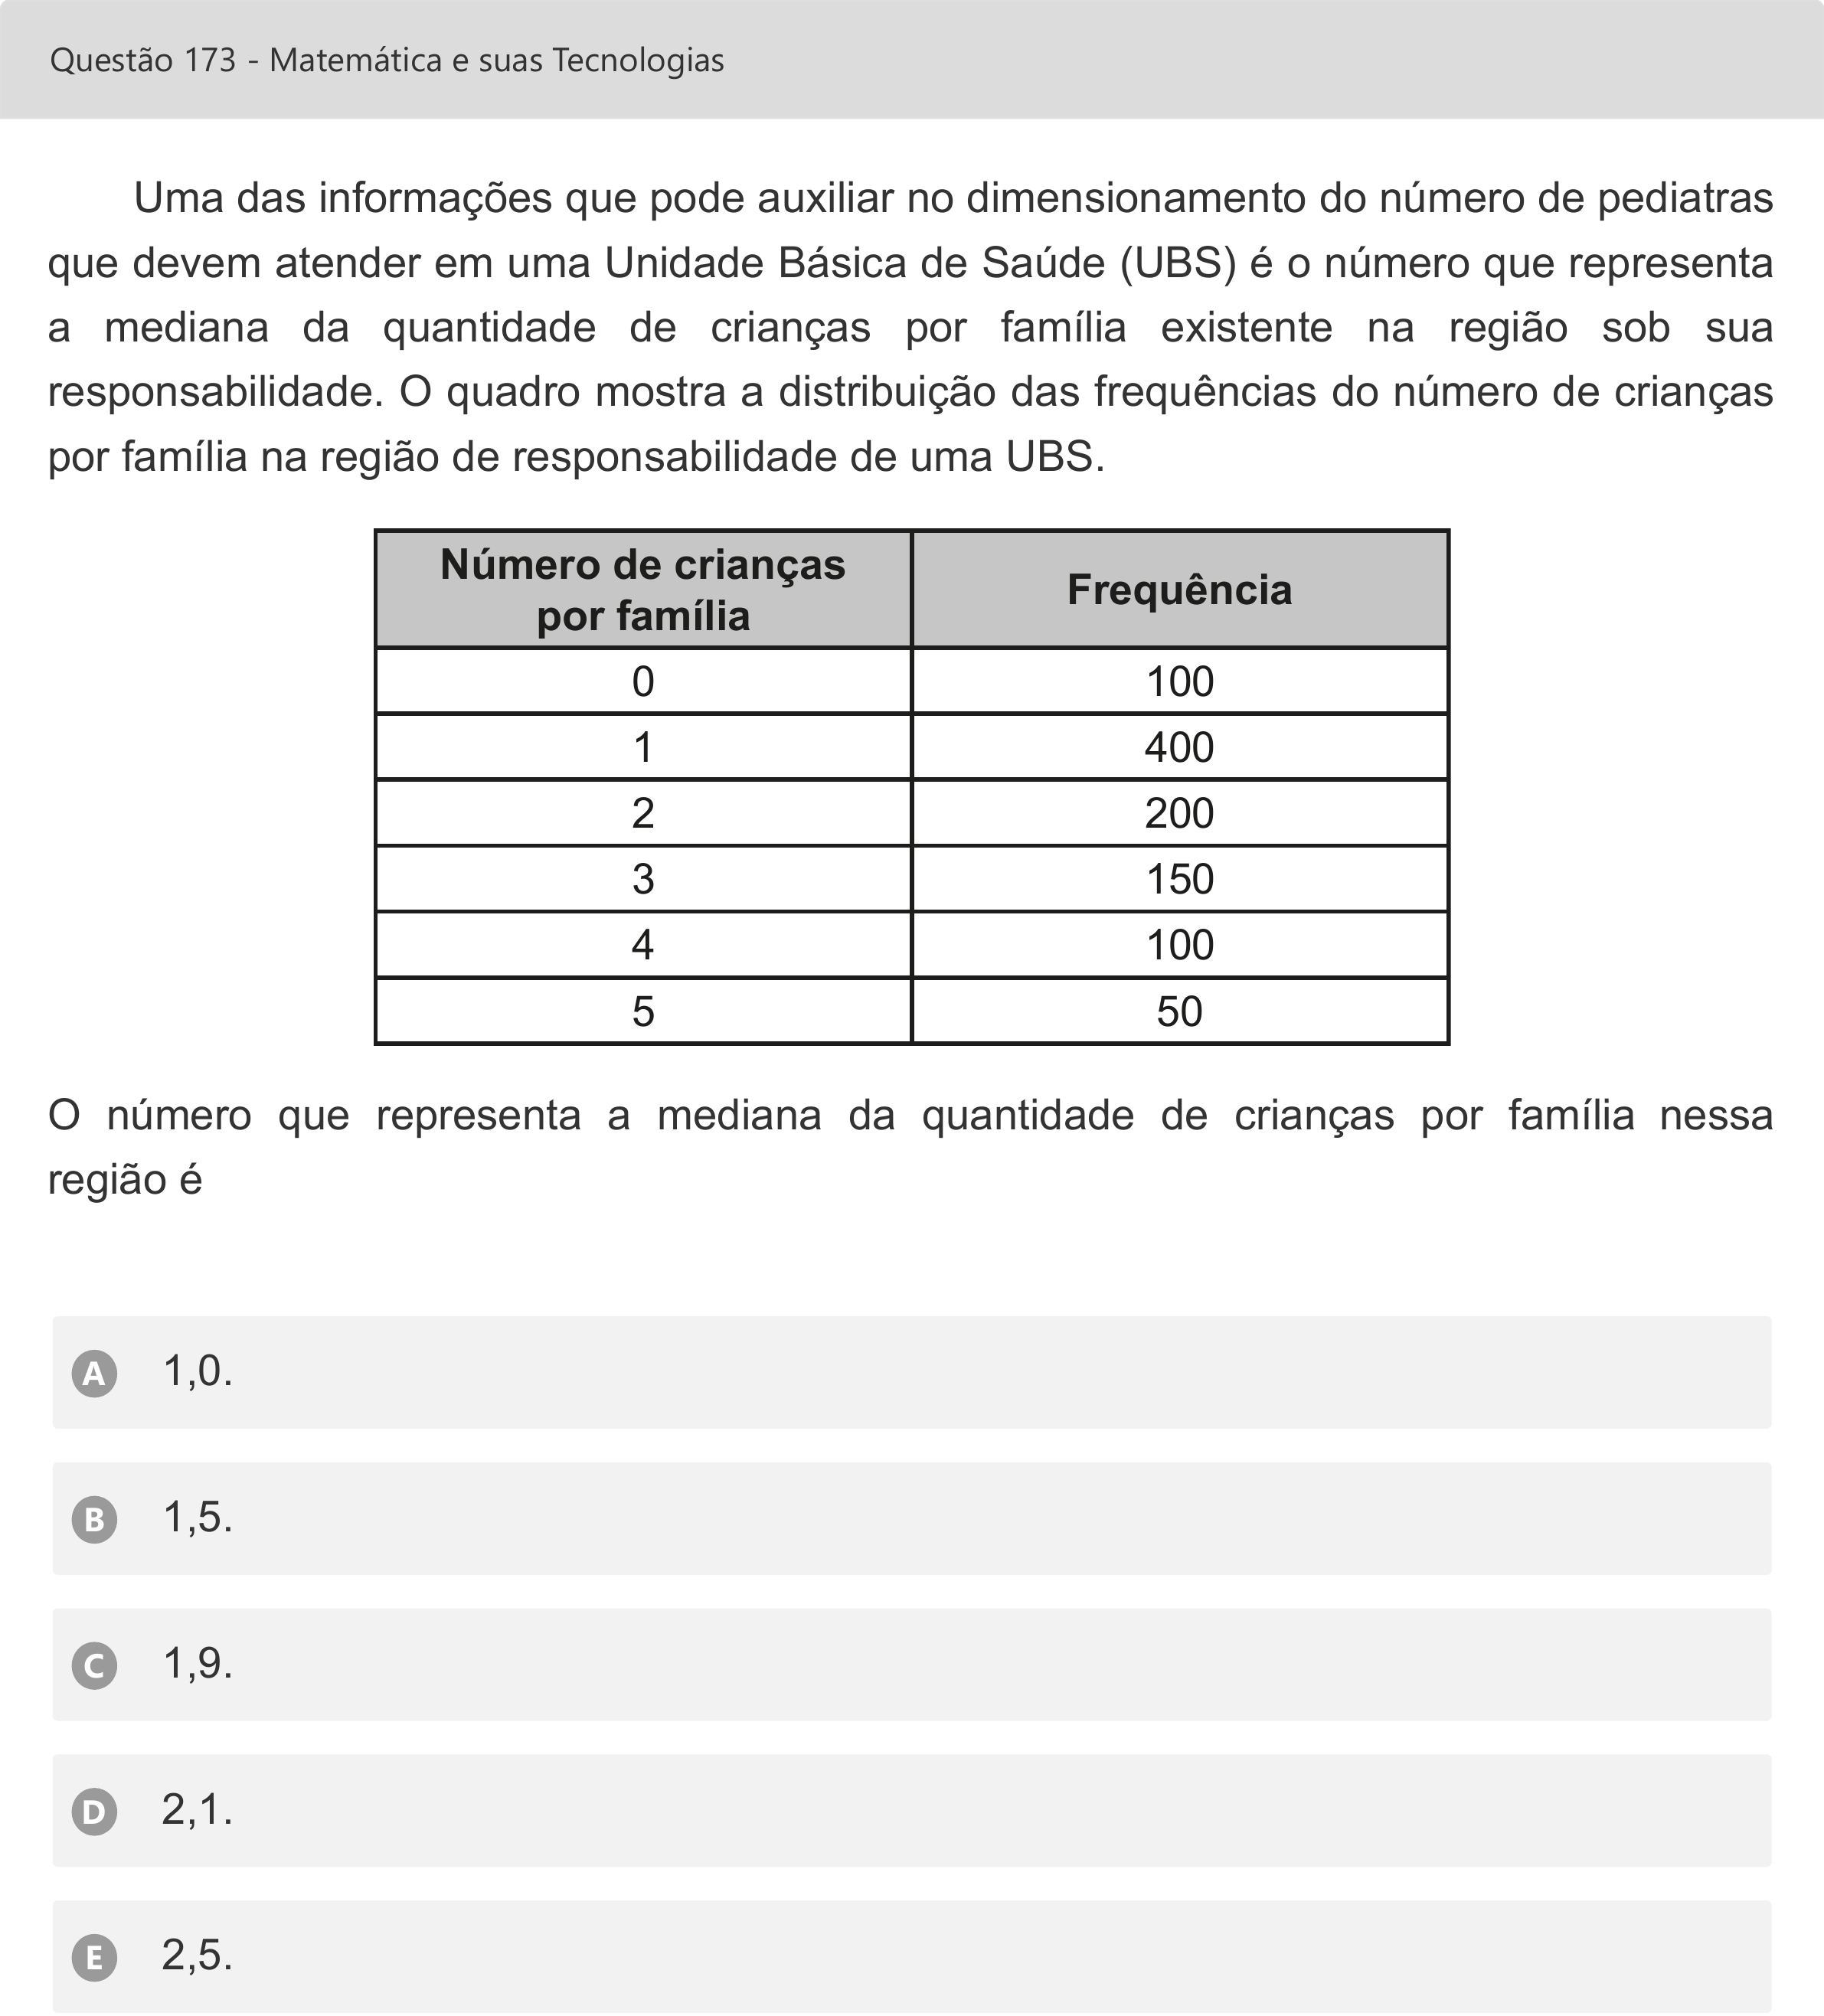 Questão 173 - Matemática e suas Tecnologias
Uma das informações que pode auxiliar no dimensionamento do número de pediatras
que devem atender em uma Unidade Básica de Saúde (UBS) é o número que representa
a mediana da quantidade de crianças por família existente na região sob sua
responsabilidade. O quadro mostra a distribuição das frequências do número de crianças
por família na região de responsabilidade de uma UBS.
Número de crianças
por família
Frequência
0 100
1 400
2 200
3 150
4 100
5 50
O número que representa a mediana da quantidade de crianças por família nessa
região é
A 1,0.
B 1,5.
C 1,9.
D 2,1.
E 2,5.